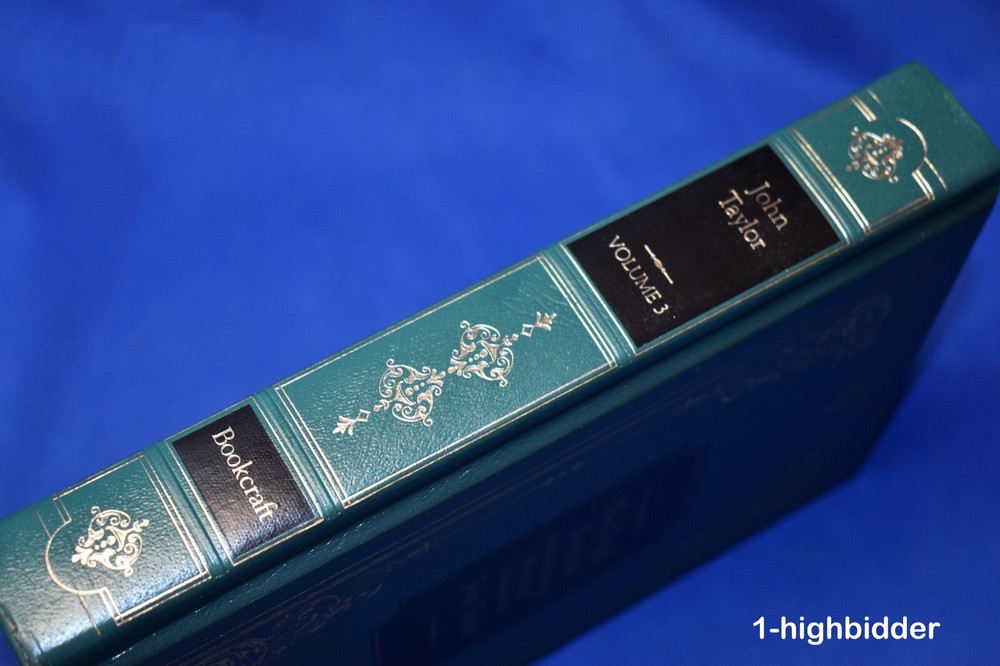 John
Taylor
VOLUME 3
Bookcraft
1-highbidder